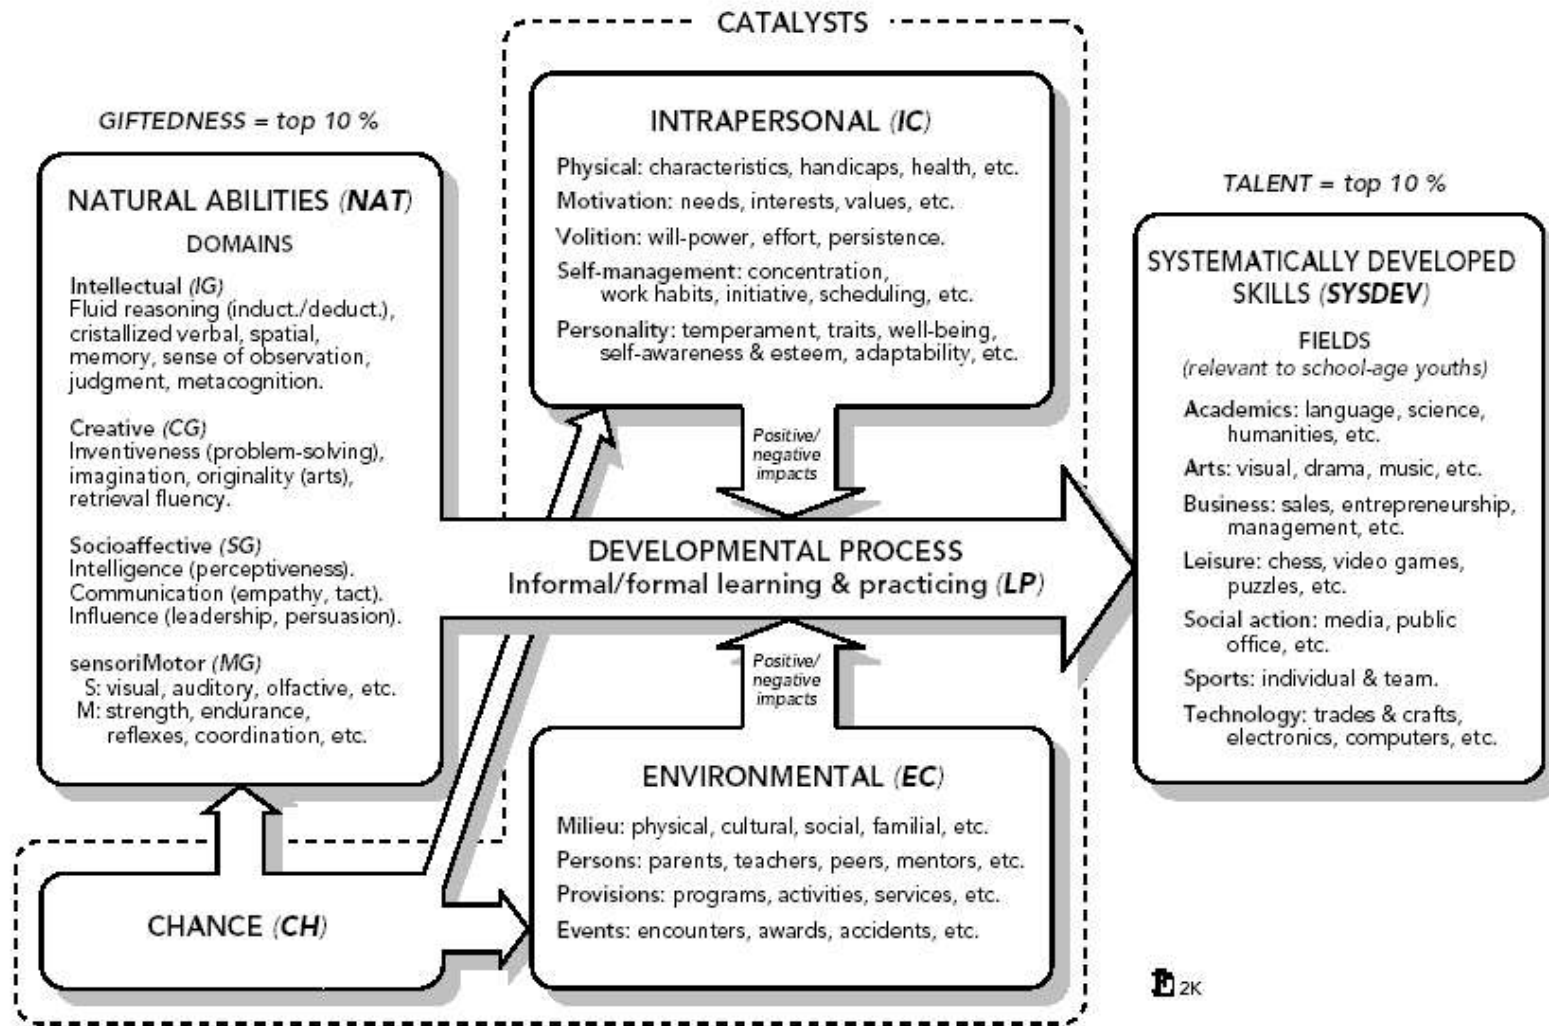 CATALYSTS
GIFTEDNESS = top 10 %
NATURAL ABILITIES (NAT)
DOMAINS
Intellectual (IG)
Fluid reasoning (induct./deduct.),
cristallized verbal, spatial,
memory, sense of observation,
judgment, metacognition.
Creative (CG)
Inventiveness (problem-solving),
imagination, originality (arts),
retrieval fluency.
Socioaffective (SG)
Intelligence (perceptiveness).
Communication (empathy, tact).
Influence (leadership, persuasion).
sensoriMotor (MG)
S: visual, auditory, olfactive, etc.
M: strength, endurance,
reflexes, coordination, etc.
CHANCE (CH)
INTRAPERSONAL (IC)
Physical: characteristics, handicaps, health, etc.
Motivation: needs, interests, values, etc.
Volition: will-power, effort, persistence.
Self-management: concentration,
work habits, initiative, scheduling, etc.
Personality: temperament, traits, well-being,
self-awareness & esteem, adaptability, etc.
Positive/
negative
impacts
DEVELOPMENTAL PROCESS
Informal/formal learning & practicing (LP)
Positive/
negative
impacts
ENVIRONMENTAL (EC)
Milieu: physical, cultural, social, familial, etc.
Persons: parents, teachers, peers, mentors, etc.
Provisions: programs, activities, services, etc.
Events: encounters, awards, accidents, etc.
TALENT = top 10 %
SYSTEMATICALLY DEVELOPED
SKILLS (SYSDEV)
FIELDS
(relevant to school-age youths)
Academics: language, science,
humanities, etc.
Arts: visual, drama, music, etc.
Business: sales, entrepreneurship,
management, etc.
Leisure: chess, video games,
puzzles, etc.
Social action: media, public
office, etc.
Sports: individual & team.
Technology: trades & crafts,
electronics, computers, etc.
2K